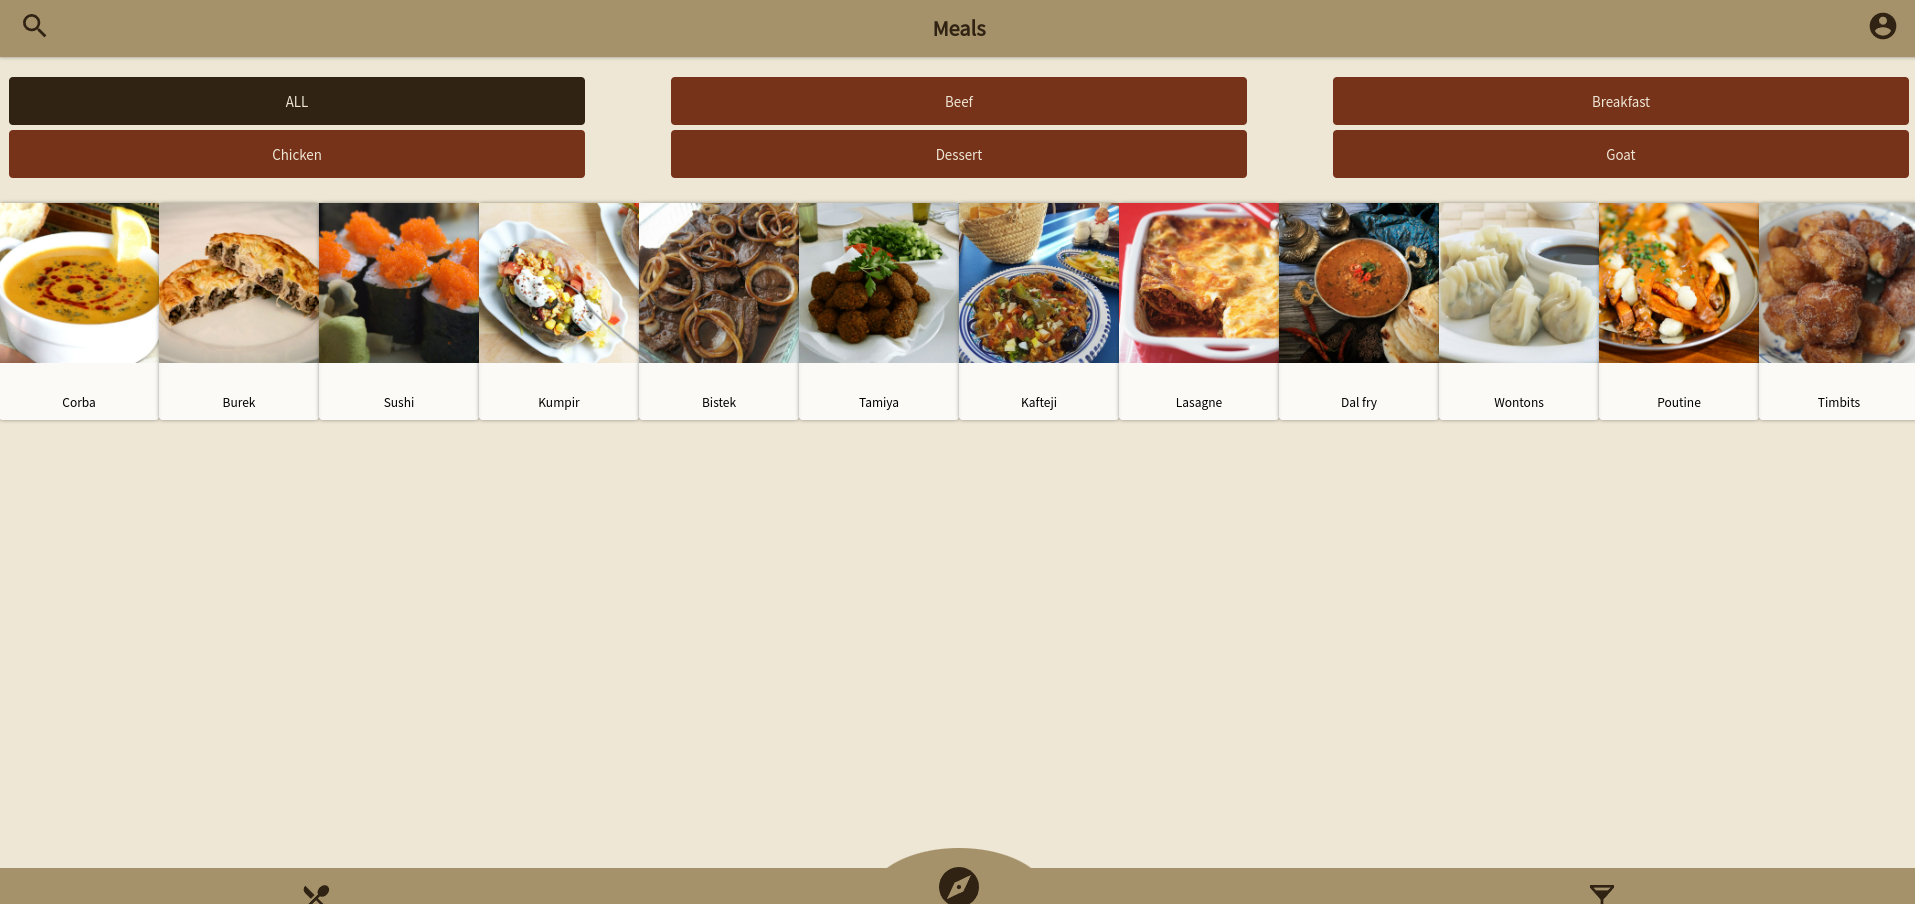 Meals
ALL
Beef
Breakfast
Chicken
Dessert
Goat
Corba
Burek
Sushi
Kumpir
Bistek
Tamiya
Kafteji
Lasagne
Dal fry
Wontons
Poutine
Timbits